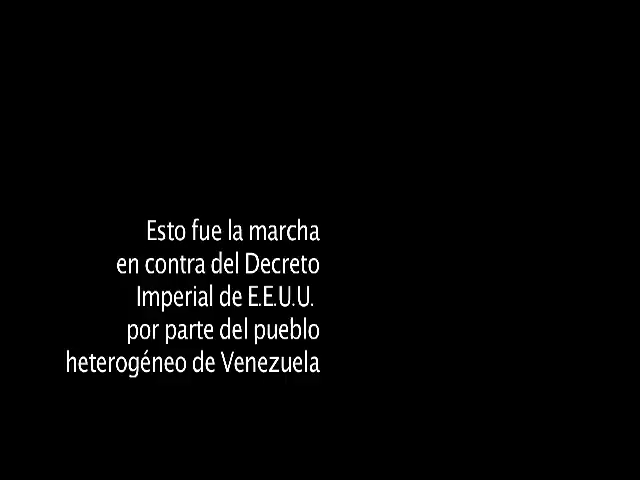 Esto fue la marcha
en contra del Decreto
Imperial de E.E.U.U.
por parte del pueblo
heterogéneo de Venezuela